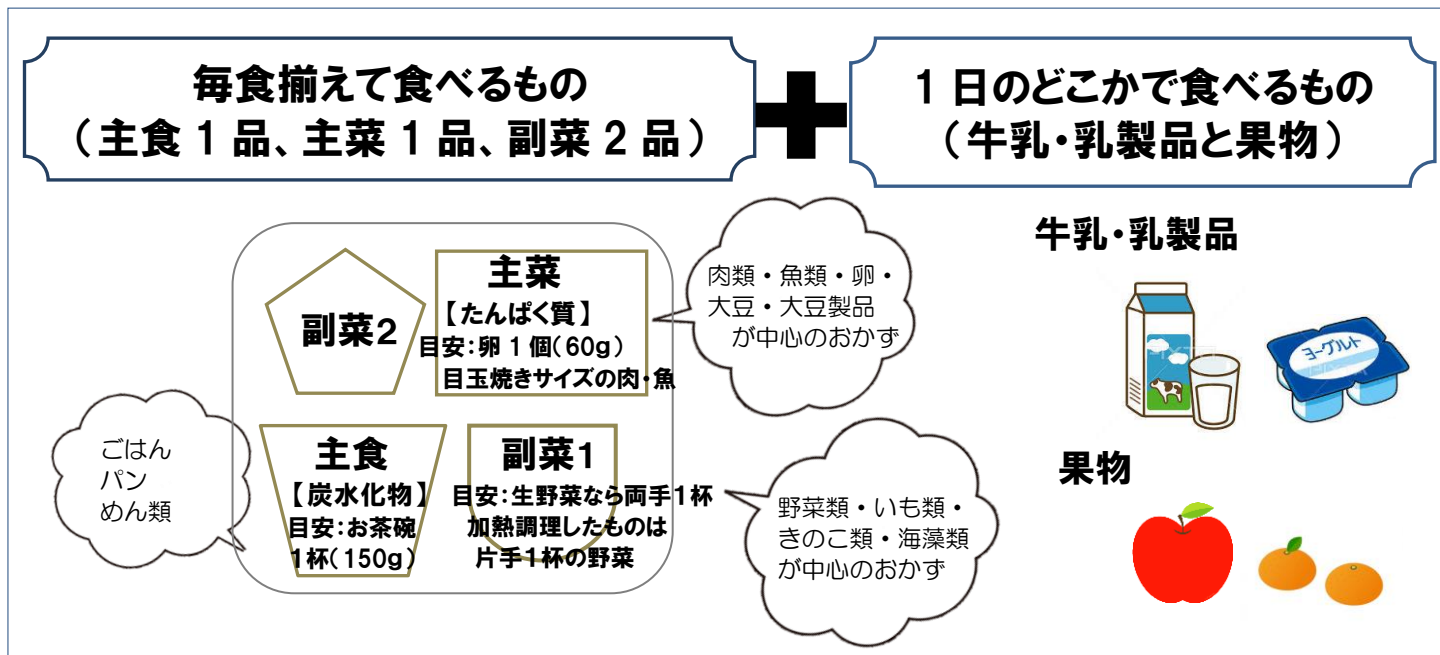 毎食揃えて食べるもの
（主食１品、主菜１品、副菜２品）
１日のどこかで食べるもの
（牛乳・乳製品と果物）
副菜２
主菜
【たんぱく質】
目安：卵１個（60g）
目玉焼きサイズの肉・魚
肉類・魚類・卵・
大豆・大豆製品
が中心のおかず
ごはん
パン
めん類
主食
【炭水化物】
目安：お茶碗
1杯（150g）
副菜１
目安：生野菜なら両手１杯
加熱調理したものは
片手１杯の野菜
野菜類・いも類・
きのこ類・海藻類
が中心のおかず
牛乳・乳製品
ヨーグルト
果物